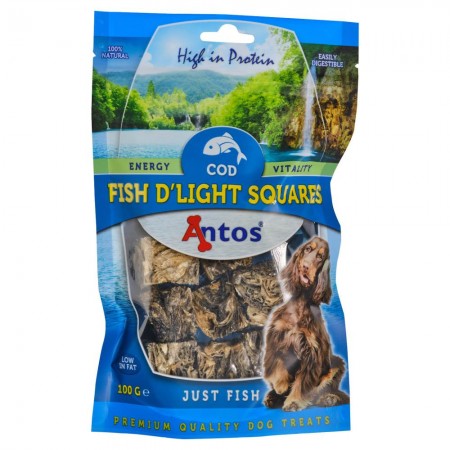 High in Protein
100%
NATURAL
EASILY
DIGESTIBLE
ENERGY
COD
VITALITY
FISH D'LIGHT SQUARES
Antos®
LOW
IN FAT
100 G e
JUST FISH
PREMIUM QUALITY DOG TREATS